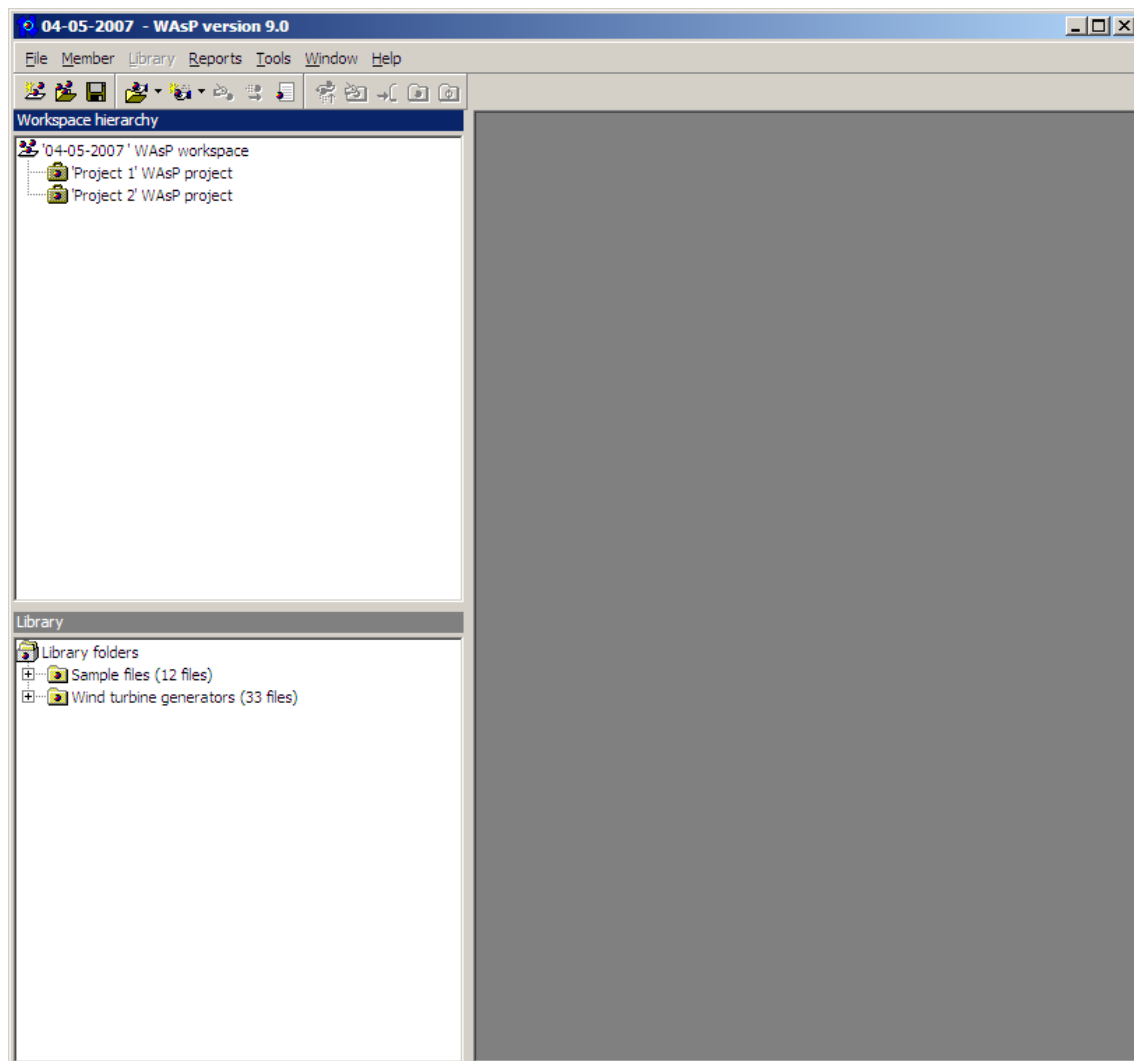 04-05-2007 - WAsP version 9.0
File Member Library Reports Tools Window Help
Workspace hierarchy
'04-05-2007 ' WAsP workspace
'Project 1' WAsP project
'Project 2' WAsP project
Library
Library folders
Sample files (12 files)
Wind turbine generators (33 files)